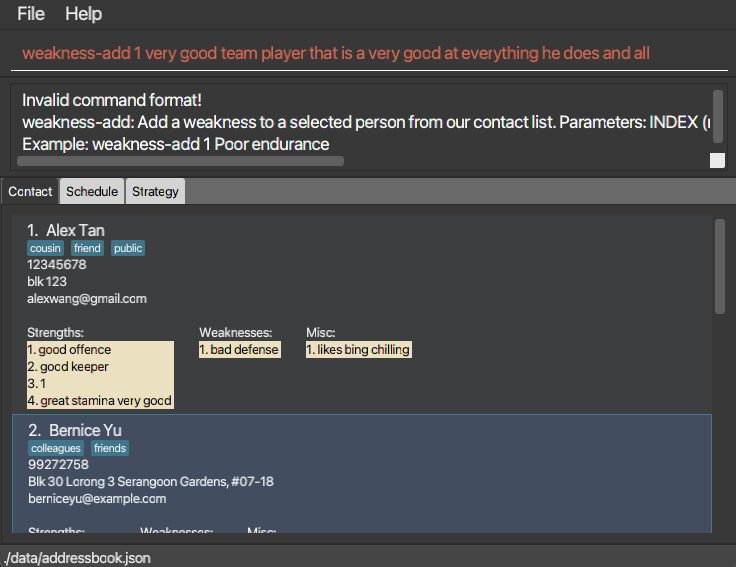 File Help
weakness-add 1 very good team player that is a very good at everything he does and all
Invalid command format!
weakness-add: Add a weakness to a selected person from our contact list. Parameters: INDEX
Example: weakness-add 1 Poor endurance
Contact Schedule Strategy
1. Alex Tan
cousin friend public
12345678
blk 123
alexwang@gmail.com
Strengths: Weaknesses: Misc:
1. good offence 1. bad defense 1. likes bing chilling
2. good keeper
3. 1
4. great stamina very good
2. Bernice Yu
colleagues friends
99272758
Blk 30 Lorong 3 Serangoon Gardens, #07-18
berniceyu@example.com
Strengths: Weaknesses: Misc:
./data/addressbook.json